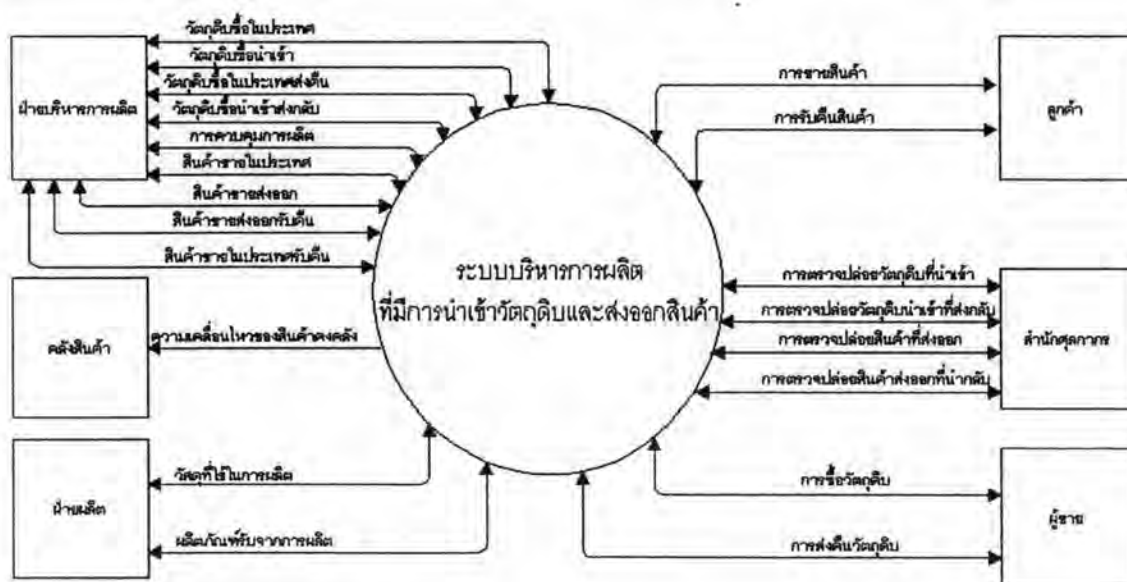 วัตถุดิบซื้อในประเทศ
วัตถุดิบซื้อนำเข้า
วัตถุดิบซื้อในประเทศส่งคืน
วัตถุดิบซื้อนำเข้าส่งกลับ
การควบคุมการผลิต
สินค้าขายในประเทศ
สินค้าขายส่งออก
สินค้าขายส่งออกรับคืน
สินค้าขายในประเทศรับคืน
ฝ่ายบริหารการผลิต
คลังสินค้า
ความเคลื่อนไหวของสินค้าคงคลัง
ฝ่ายผลิต
วัสดุที่ใช้ในการผลิต
ผลิตภัณฑ์รับจากการผลิต
ระบบบริหารการผลิต
ที่มีการนำเข้าวัตถุดิบและส่งออกสินค้า
การขายสินค้า
การรับคืนสินค้า
ลูกค้า
การตรวจปล่อยวัตถุดิบที่นำเข้า
การตรวจปล่อยวัตถุดิบนำเข้าที่ส่งกลับ
การตรวจปล่อยสินค้าที่ส่งออก
การตรวจปล่อยสินค้าส่งออกที่นำกลับ
สำนักศุลกากร
การซื้อวัตถุดิบ
การส่งคืนวัตถุดิบ
ผู้ขาย